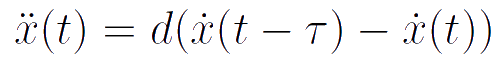 ẍ(t) = d(ẋ(t − τ) − ẋ(t))